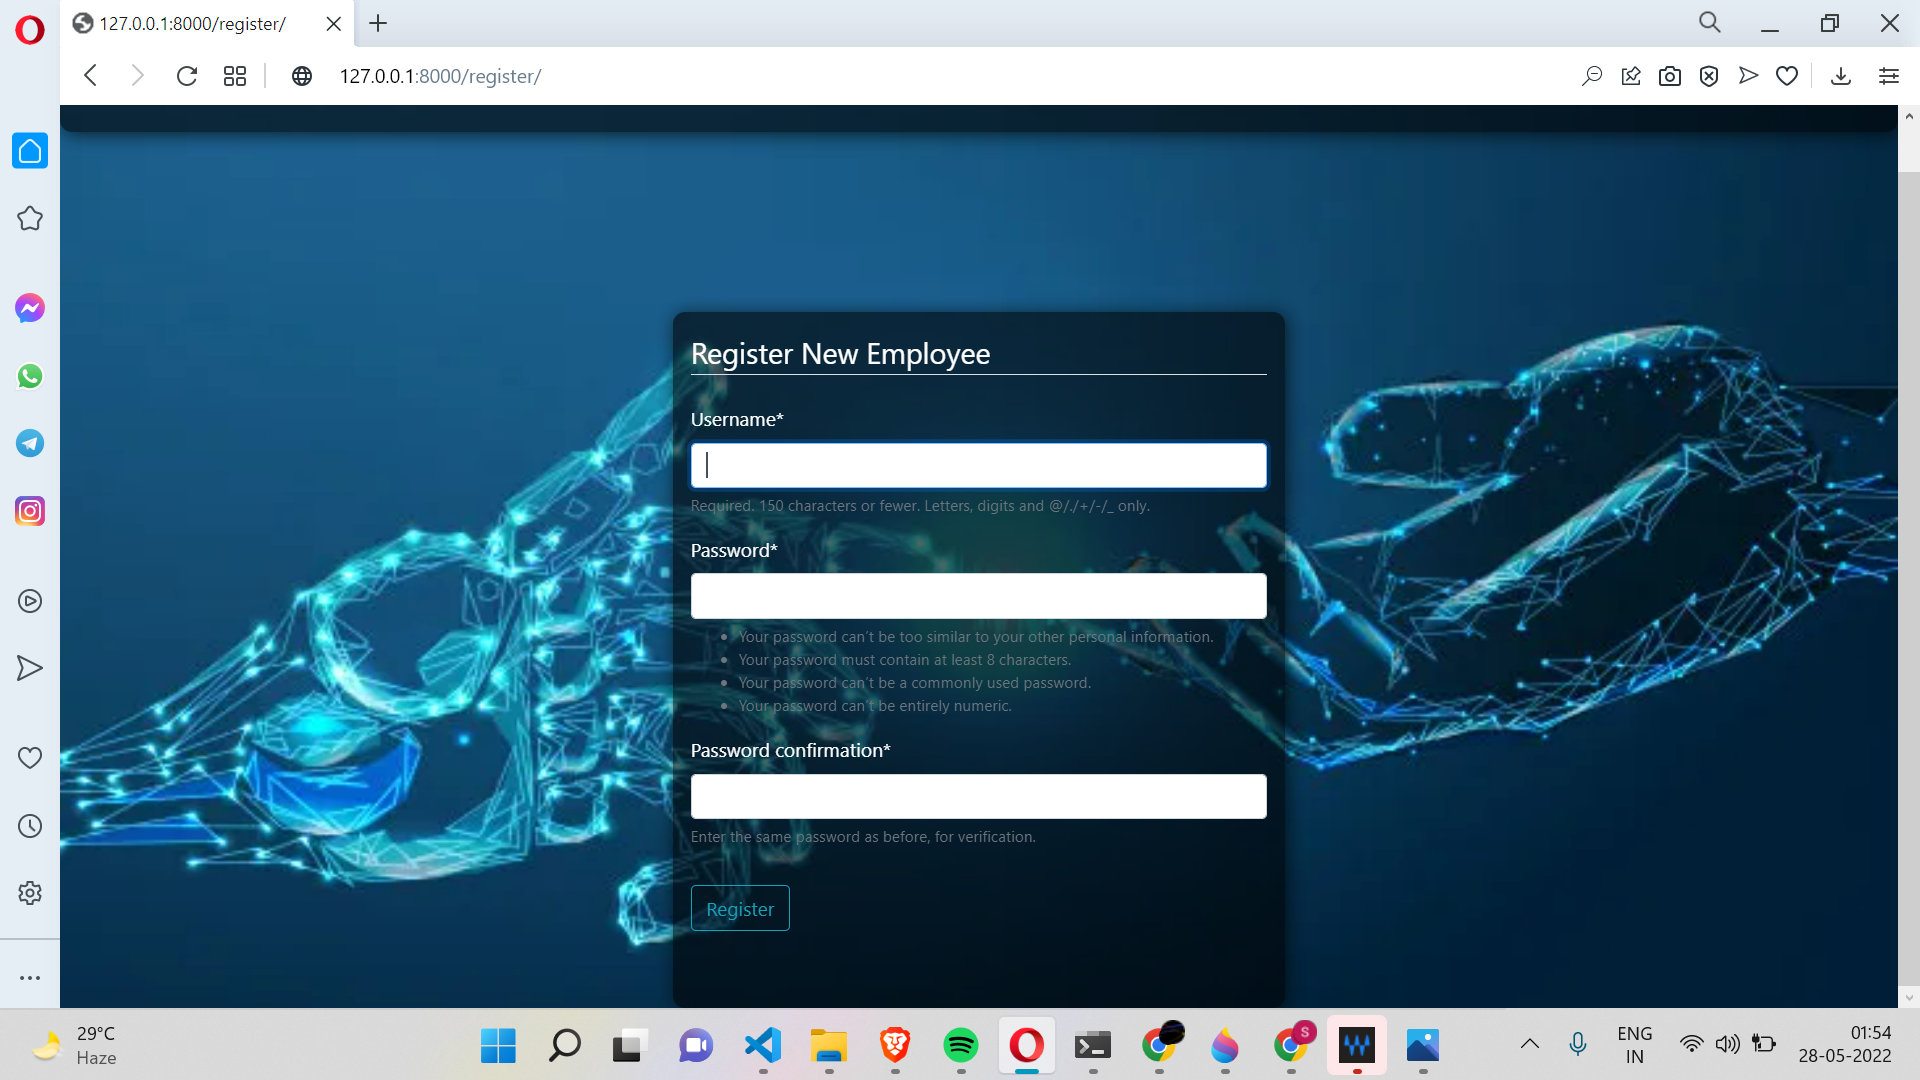 127.0.0.1:8000/register/
127.0.0.1:8000/register/
Register New Employee
Username*
Required. 150 characters or fewer. Letters, digits and @/./+/-/_ only.
Password*
Your password can't be too similar to your other personal information.
Your password must contain at least 8 characters.
Your password can't be a commonly used password.
Your password can't be entirely numeric.
Password confirmation*
Enter the same password as before, for verification.
Register
29°C
Haze
S
ENG
IN
01:54
28-05-2022